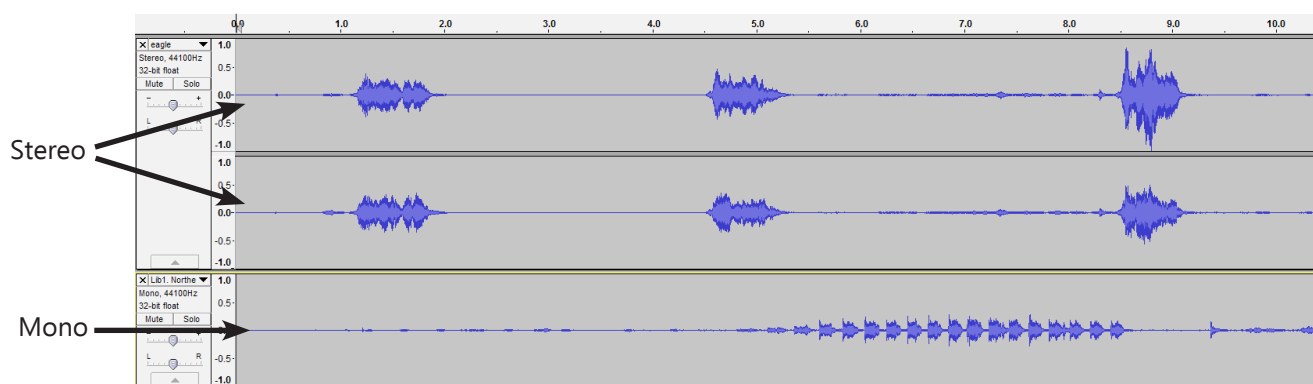 0.0 1.0 2.0 3.0 4.0 5.0 6.0 7.0 8.0 9.0 10.0
X eagle
Stereo, 44100Hz
32-bit float
Mute Solo
- +
L R
1.0
0.5-
0.0-
-0.5-
-1.0
Stereo
1.0
0.5-
0.0-
-0.5-
-1.0
X Lib1. Northe
Mono, 44100Hz
32-bit float
Mute Solo
- +
L R
1.0
0.5-
0.0-
-0.5-
-1.0
Mono